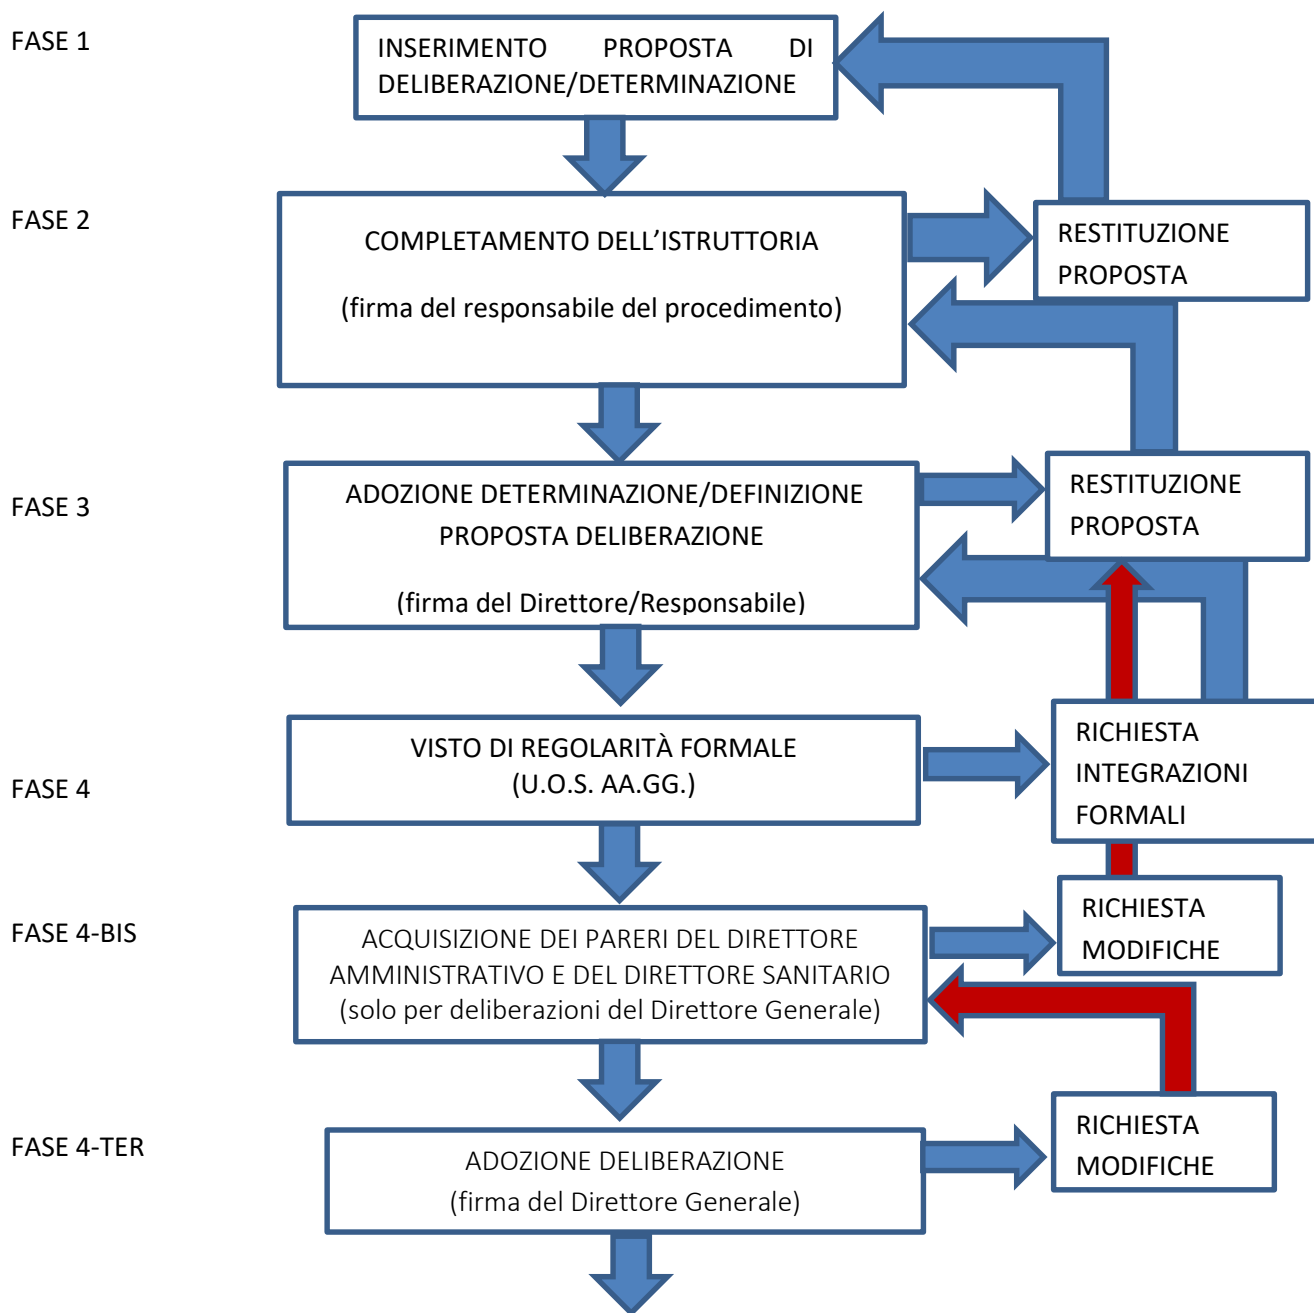 FASE 1
INSERIMENTO PROPOSTA DI
DELIBERAZIONE/DETERMINAZIONE
FASE 2
COMPLETAMENTO DELL’ISTRUTTORIA
(firma del responsabile del procedimento)
RESTITUZIONE
PROPOSTA
FASE 3
ADOZIONE DETERMINAZIONE/DEFINIZIONE
PROPOSTA DELIBERAZIONE
(firma del Direttore/Responsabile)
RESTITUZIONE
PROPOSTA
FASE 4
VISTO DI REGOLARITÀ FORMALE
(U.O.S. AA.GG.)
RICHIESTA
INTEGRAZIONI
FORMALI
FASE 4-BIS
ACQUISIZIONE DEI PARERI DEL DIRETTORE
AMMINISTRATIVO E DEL DIRETTORE SANITARIO
(solo per deliberazioni del Direttore Generale)
RICHIESTA
MODIFICHE
FASE 4-TER
ADOZIONE DELIBERAZIONE
(firma del Direttore Generale)
RICHIESTA
MODIFICHE